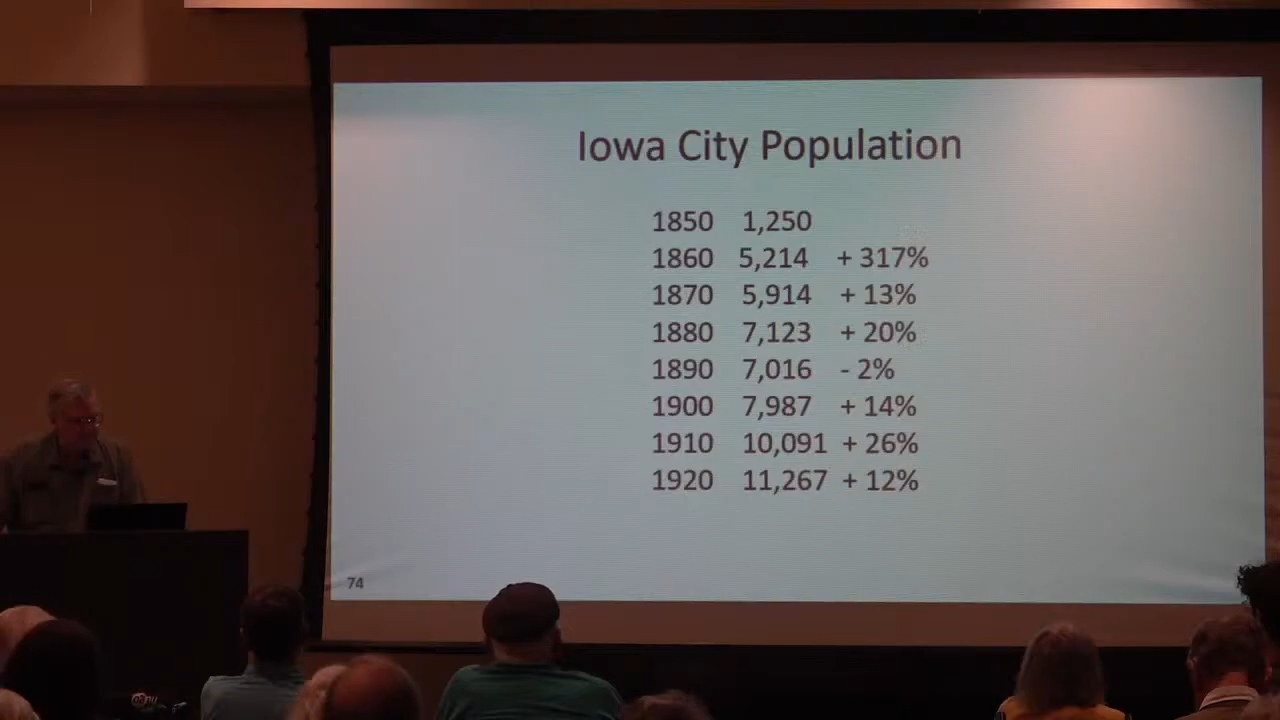 Iowa City Population
1850 1,250
1860 5,214 + 317%
1870 5,914 + 13%
1880 7,123 + 20%
1890 7,016 - 2%
1900 7,987 + 14%
1910 10,091 + 26%
1920 11,267 + 12%
74